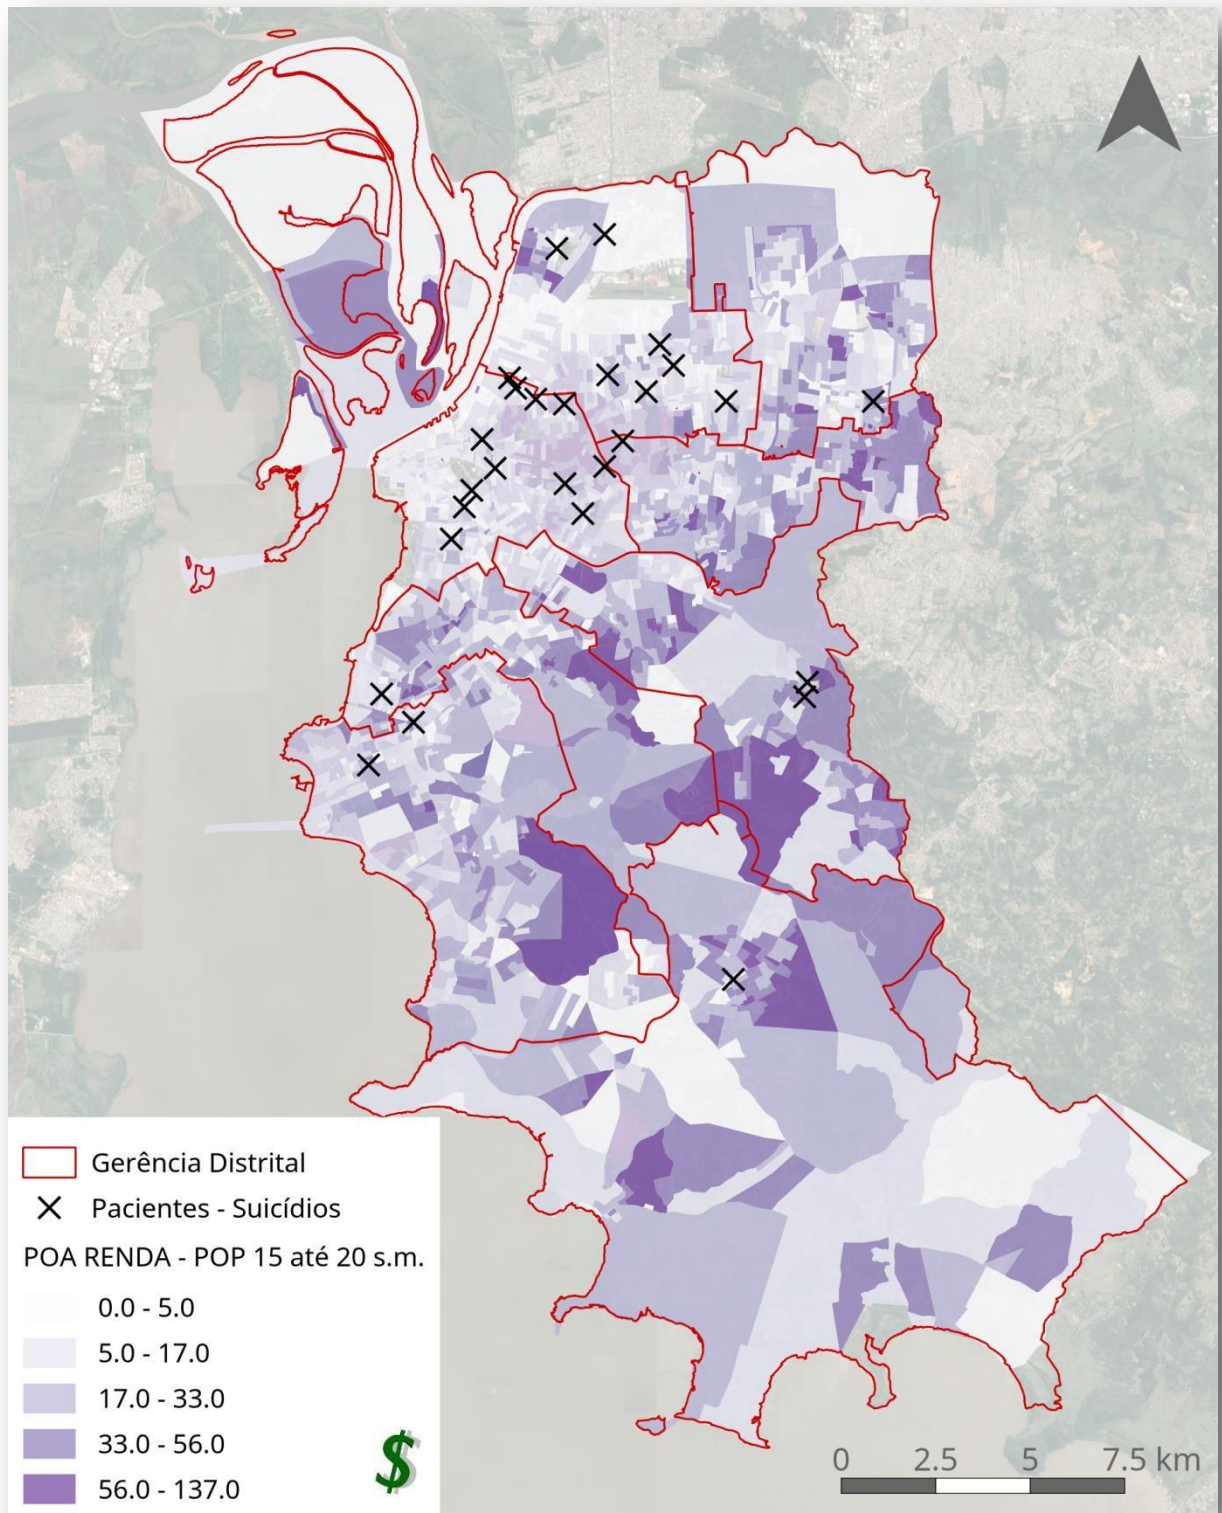 Gerência Distrital
Pacientes - Suicídios
POA RENDA - POP 15 até 20 s.m.
0.0 - 5.0
5.0 - 17.0
17.0 - 33.0
33.0 - 56.0
56.0 - 137.0
$
0 2.5 5 7.5 km